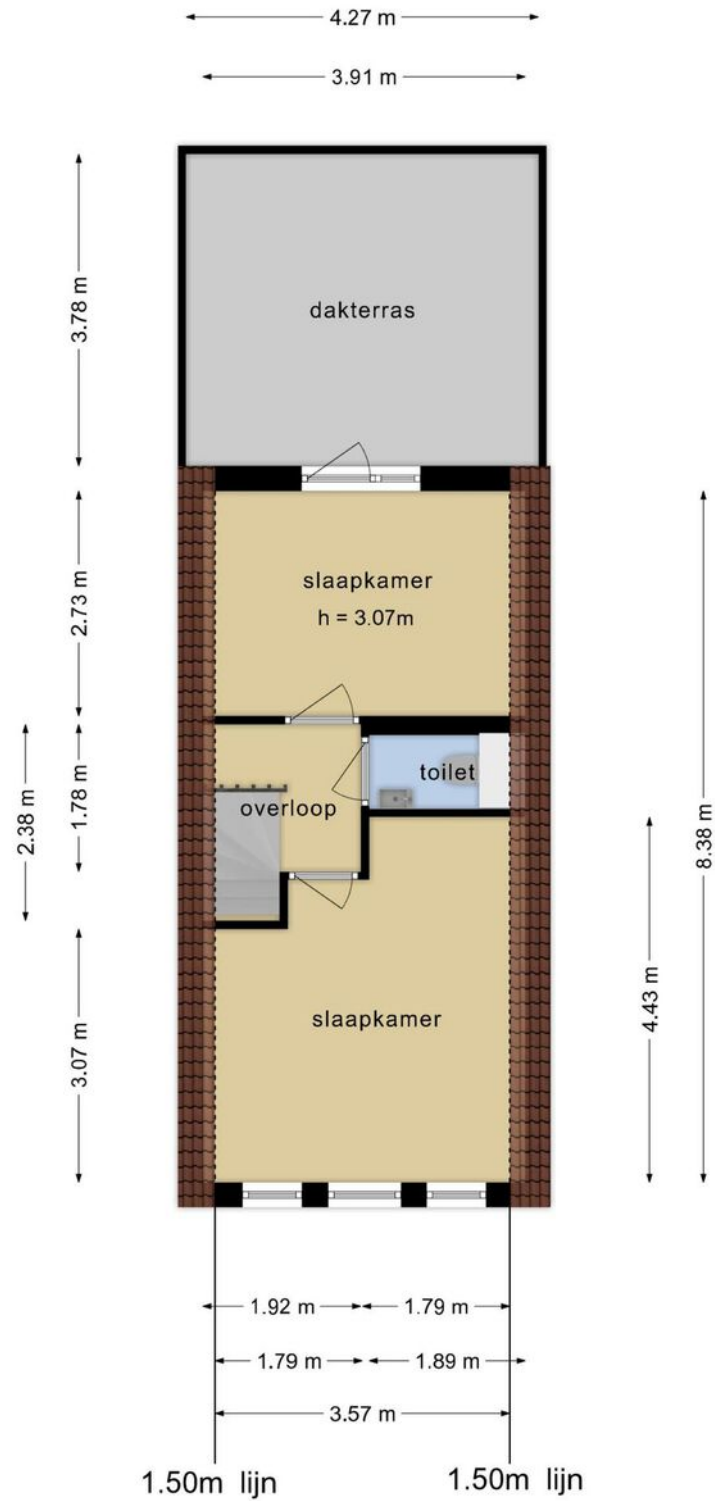 4.27 m
3.91 m
3.78 m
dakterras
2.73 m
slaapkamer
h = 3.07m
2.38 m
1.78 m
overloop
toilet
8.38 m
3.07 m
slaapkamer
4.43 m
1.92 m
1.79 m
1.79 m
1.89 m
3.57 m
1.50m lijn
1.50m lijn